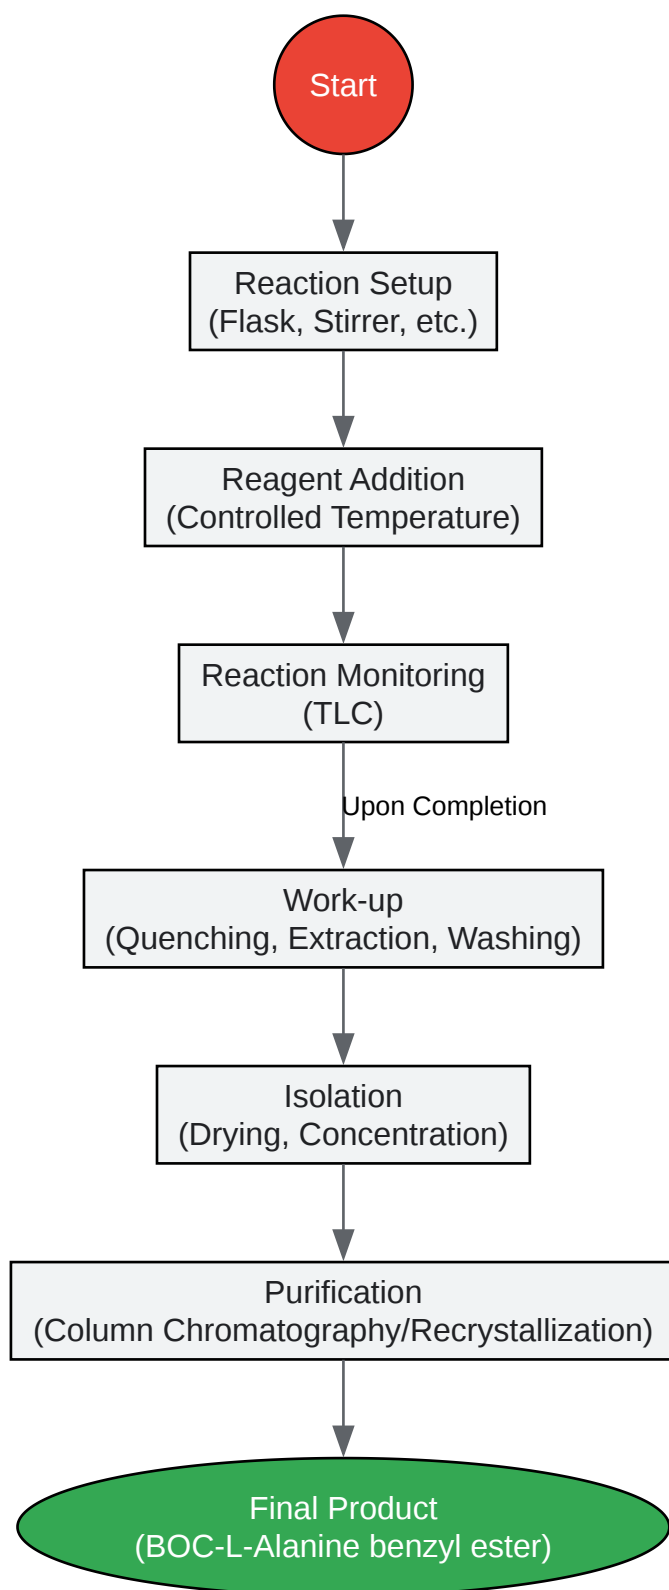 Start
Reaction Setup
(Flask, Stirrer, etc.)
Reagent Addition
(Controlled Temperature)
Reaction Monitoring
(TLC)
Upon Completion
Work-up
(Quenching, Extraction, Washing)
Isolation
(Drying, Concentration)
Purification
(Column Chromatography/Recrystallization)
Final Product
(BOC-L-Alanine benzyl ester)